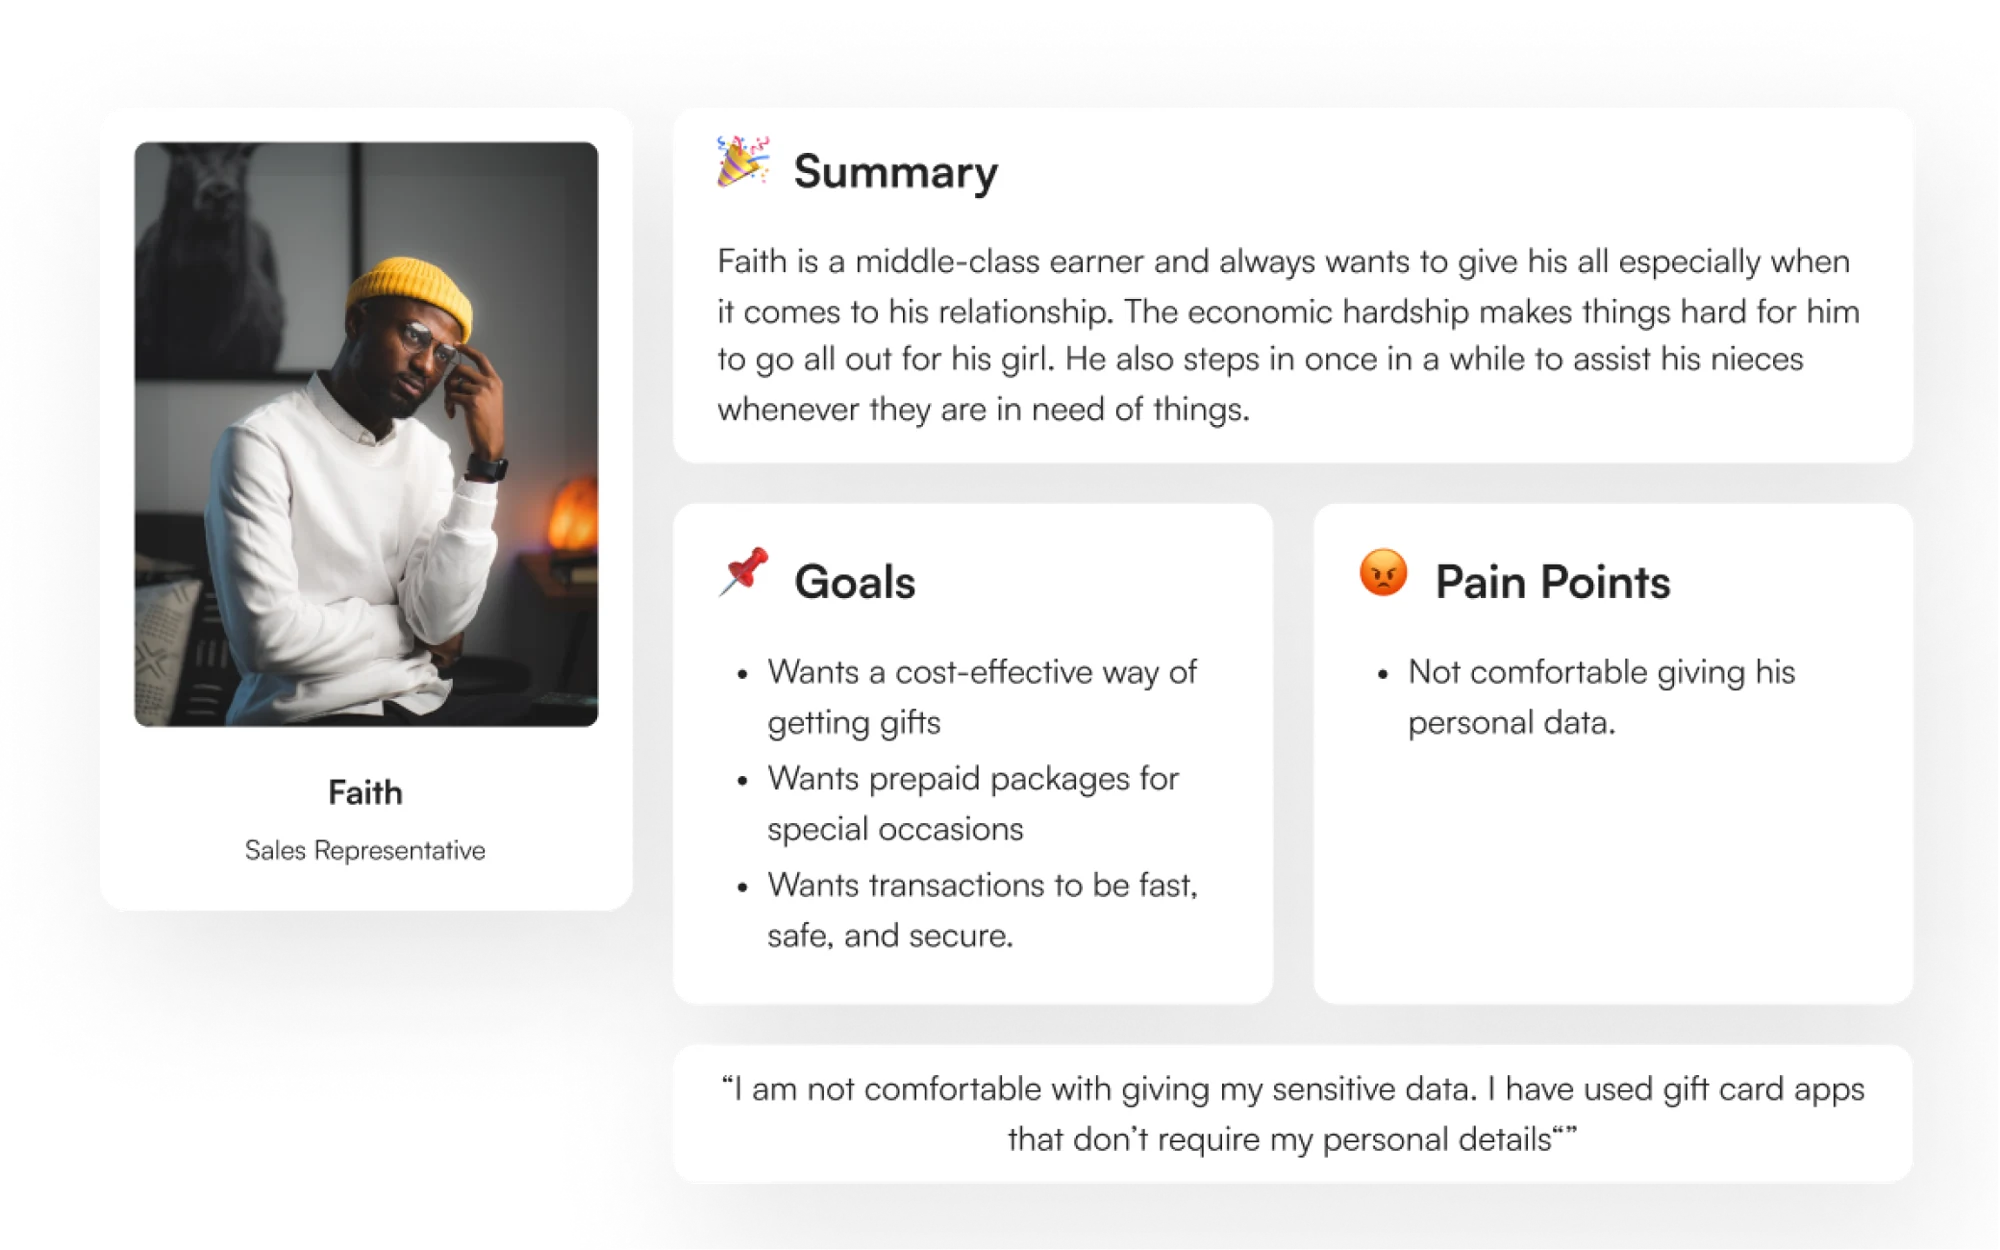 Summary
Faith is a middle-class earner and always wants to give his all especially when
it comes to his relationship. The economic hardship makes things hard for him
to go all out for his girl. He also steps in once in a while to assist his nieces
whenever they are in need of things.
Faith
Sales Representative
Goals
• Wants a cost-effective way of
getting gifts
• Wants prepaid packages for
special occasions
• Wants transactions to be fast,
safe, and secure.
Pain Points
• Not comfortable giving his
personal data.
“I am not comfortable with giving my sensitive data. I have used gift card apps
that don’t require my personal details“”